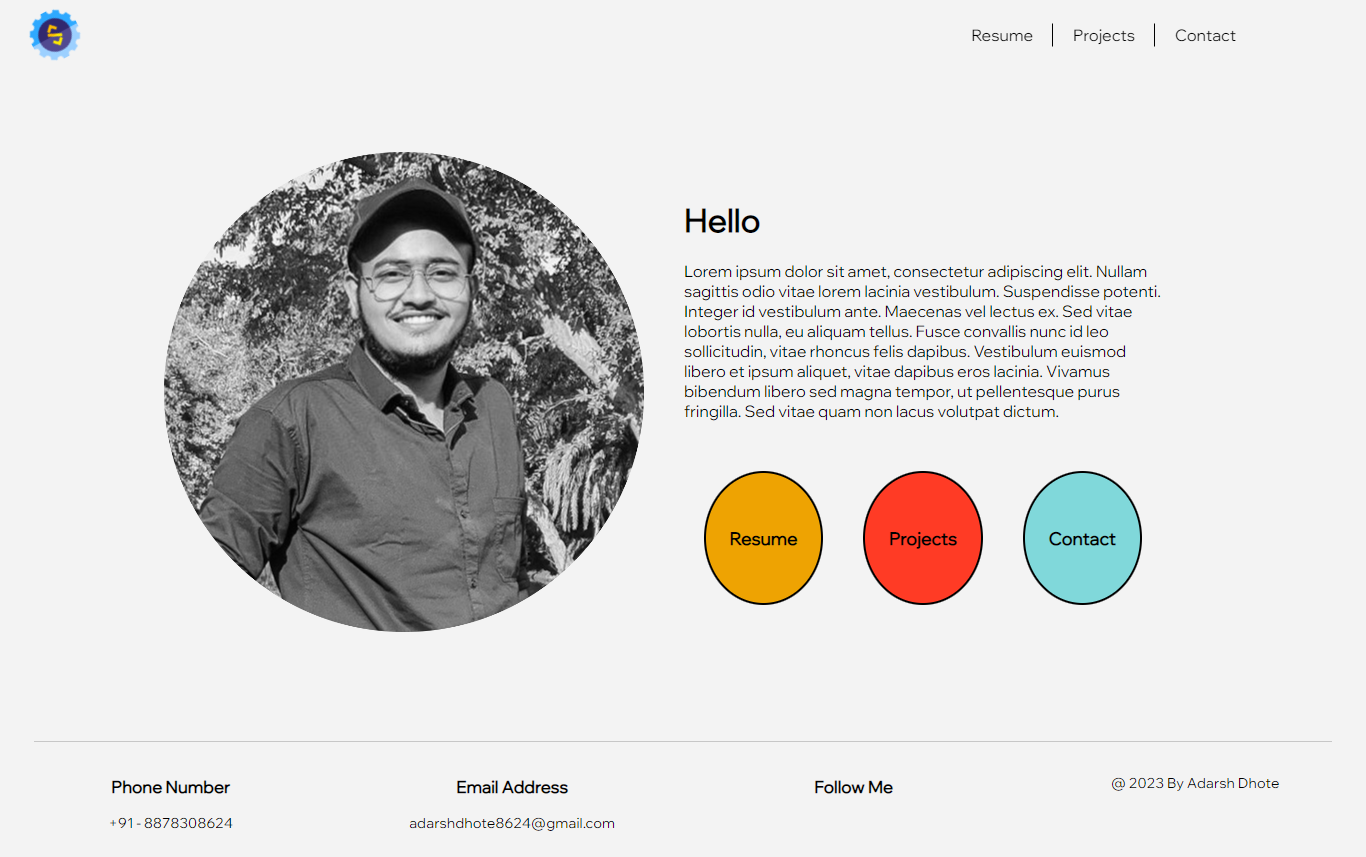 Resume
Projects
Contact
Hello
Lorem ipsum dolor sit amet, consectetur adipiscing elit. Nullam
sagittis odio vitae lorem lacinia vestibulum. Suspendisse potenti.
Integer id vestibulum ante. Maecenas vel lectus ex. Sed vitae
lobortis nulla, eu aliquam tellus. Fusce convallis nunc id leo
sollicitudin, vitae rhoncus felis dapibus. Vestibulum euismod
libero et ipsum aliquet, vitae dapibus eros lacinia. Vivamus
bibendum libero sed magna tempor, ut pellentesque purus
fringilla. Sed vitae quam non lacus volutpat dictum.
Resume
Projects
Contact
Phone Number
+91 - 8878308624
Email Address
adarshdhote8624@gmail.com
Follow Me
@ 2023 By Adarsh Dhote